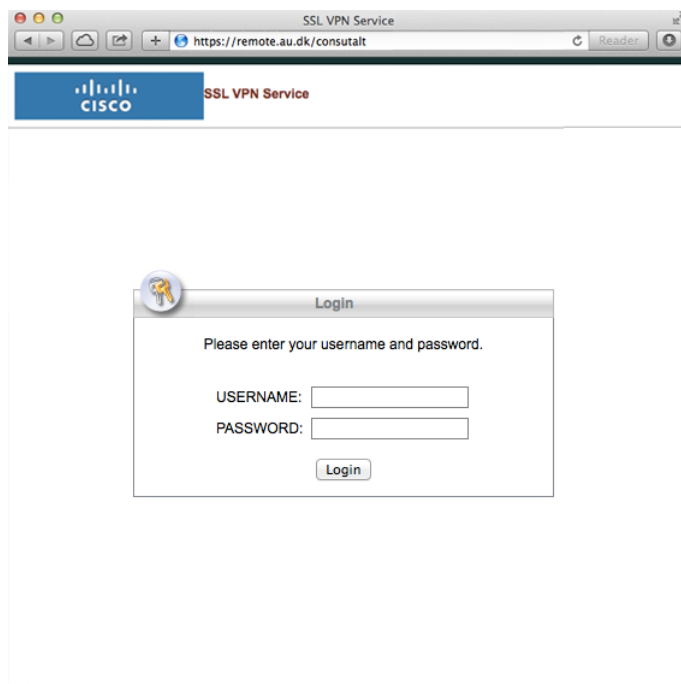 SSL VPN Service
https://remote.au.dk/consutalt
Reader
CISCO
SSL VPN Service
Login
Please enter your username and password.
USERNAME:
PASSWORD:
Login